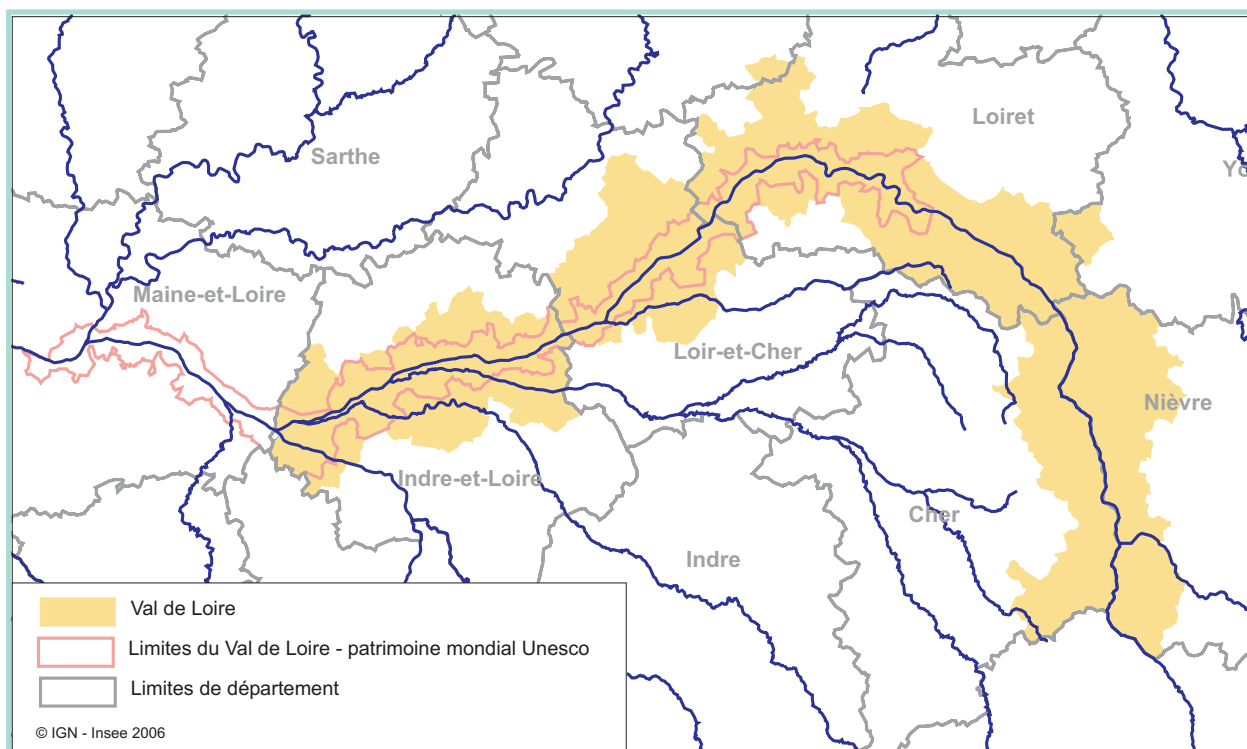 Loiret
Sarthe
Yo
Maine-et-Loire
Loir-et-Cher
Nièvre
Indre-et-Loire
Cher
Indre
Val de Loire
Limites du Val de Loire - patrimoine mondial Unesco
Limites de département
© IGN - Insee 2006